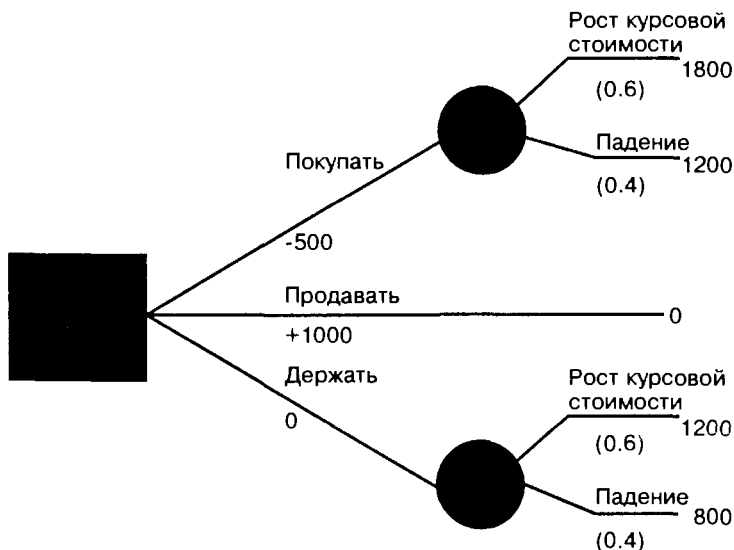 Рост курсовой
стоимости
1800
(0.6)
Падение
1200
(0.4)
Покупать
-500
Продавать
0
+1000
Держать
0
Рост курсовой
стоимости
1200
(0.6)
Падение
800
(0.4)